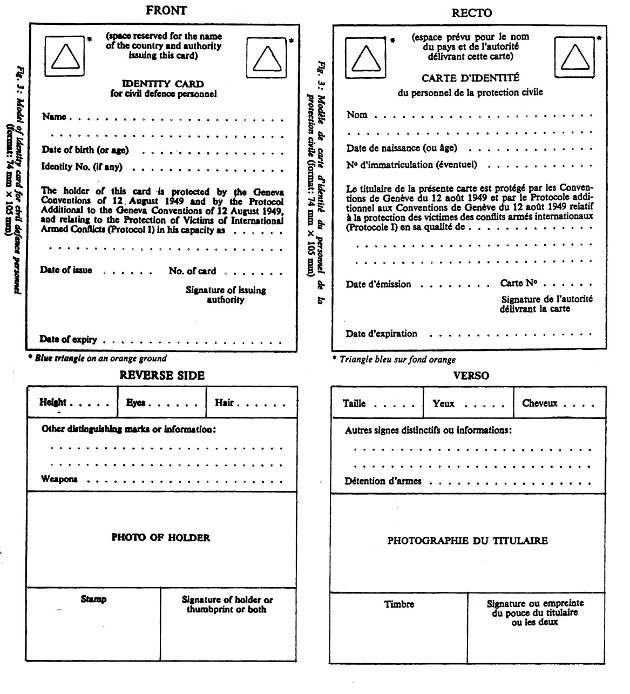 FRONT
*
(space reserved for the name
of the country and authority
issuing this card)
*
IDENTITY CARD
for civil defence personnel
Name . . . . . . . . . . . . . . . . . .
Date of birth (or age) . . . . . . . . . .
Identity No. (if any) . . . . . . . . . . .
The holder of this card is protected by the Geneva
Conventions of 12 August 1949 and by the Protocol
Additional to the Geneva Conventions of 12 August 1949,
and relating to the Protection of Victims of International
Armed Conflicts (Protocol I) in his capacity as . . . . . .
Date of issue . . . . . . No. of card . . . . . . .
Signature of issuing
authority
Date of expiry . . . . . . . . . . . . . .
Fig. 3: Model of identity card for civil defence personnel
(format: 74 mm × 105 mm)
* Blue triangle on an orange ground
REVERSE SIDE
Height . . . . . Eyes . . . . . . Hair . . . . . .
Other distinguishing marks or information:
Weapons . . . . . . . . . . . . . . . . .
PHOTO OF HOLDER
Stamp
Signature of holder or
thumbprint or both
RECTO
*
(espace prévu pour le nom
du pays et de l'autorité
délivrant cette carte)
*
CARTE D'IDENTITÉ
du personnel de la protection civile
Nom . . . . . . . . . . . . . . . . . .
Date de naissance (ou âge) . . . . . . . . . .
Nº d'immatriculation (éventuel) . . . . . . . .
Le titulaire de la présente carte est protégé par les Conven-
tions de Genève du 12 août 1949 et par le Protocole addi-
tionnel aux Conventions de Genève du 12 août 1949 relatif
à la protection des victimes des conflits armés internationaux
(Protocole I) en sa qualité de . . . . . . . . . .
Date d'émission . . . . . . . . Carte Nº . . . . . .
Signature de l'autorité
délivrant la carte
Date d'expiration . . . . . . . . . . . . . .
Fig. 3: Modèle de carte d'identité du personnel de la
protection civile (format: 74 mm × 105 mm)
* Triangle bleu sur fond orange
VERSO
Taille . . . . . Yeux . . . . . Cheveux . . . .
Autres signes distinctifs ou informations:
Détention d'armes . . . . . . . . . . . . . .
PHOTOGRAPHIE DU TITULAIRE
Timbre
Signature ou empreinte
du pouce du titulaire
ou les deux